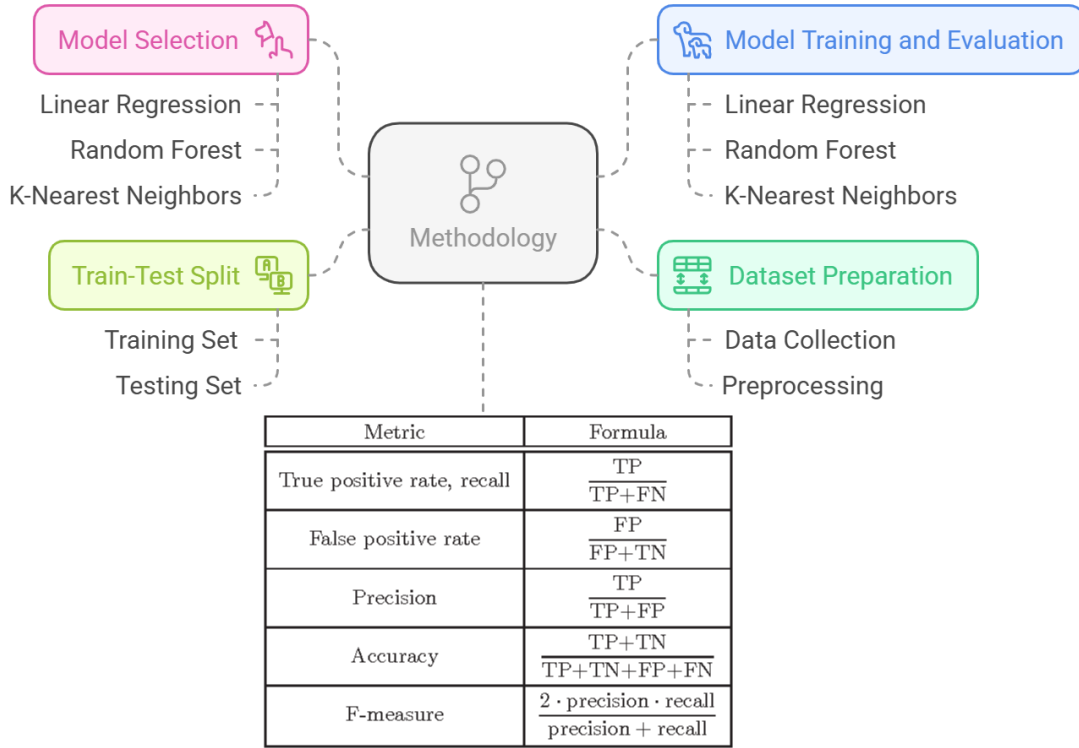 Model Selection
Linear Regression
Random Forest
K-Nearest Neighbors
Model Training and Evaluation
Linear Regression
Random Forest
K-Nearest Neighbors
Methodology
Train-Test Split
A
B
Training Set
Testing Set
Dataset Preparation
Data Collection
Preprocessing
Metric Formula
True positive rate, recall TP
TP+FN
False positive rate FP
FP+TN
Precision TP
TP+FP
Accuracy TP+TN
TP+TN+FP+FN
F-measure 2 · precision · recall
precision + recall